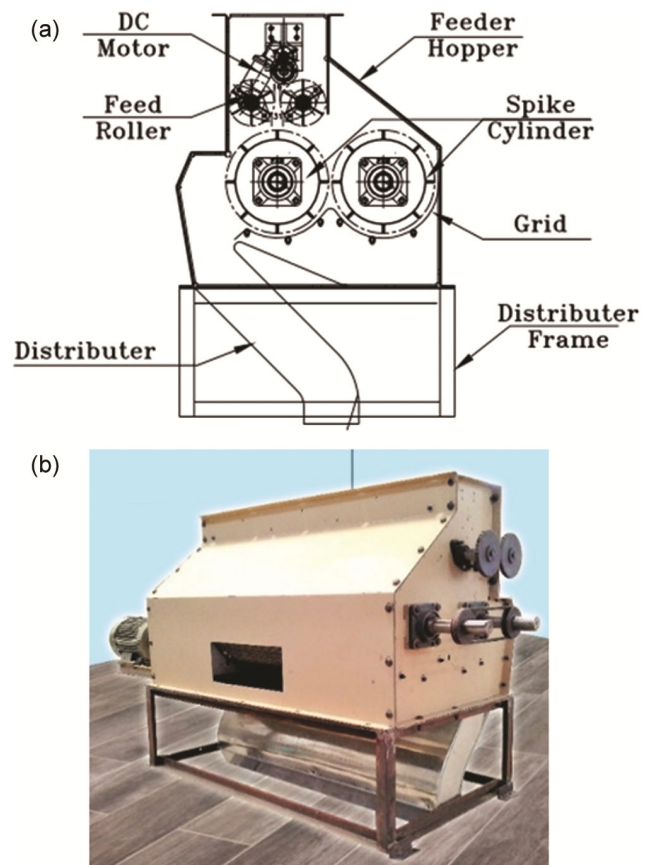 (a)
DC
Motor
Feeder
Hopper
Feed
Roller
Spike
Cylinder
Grid
Distributer
Frame
Distributer
(b)